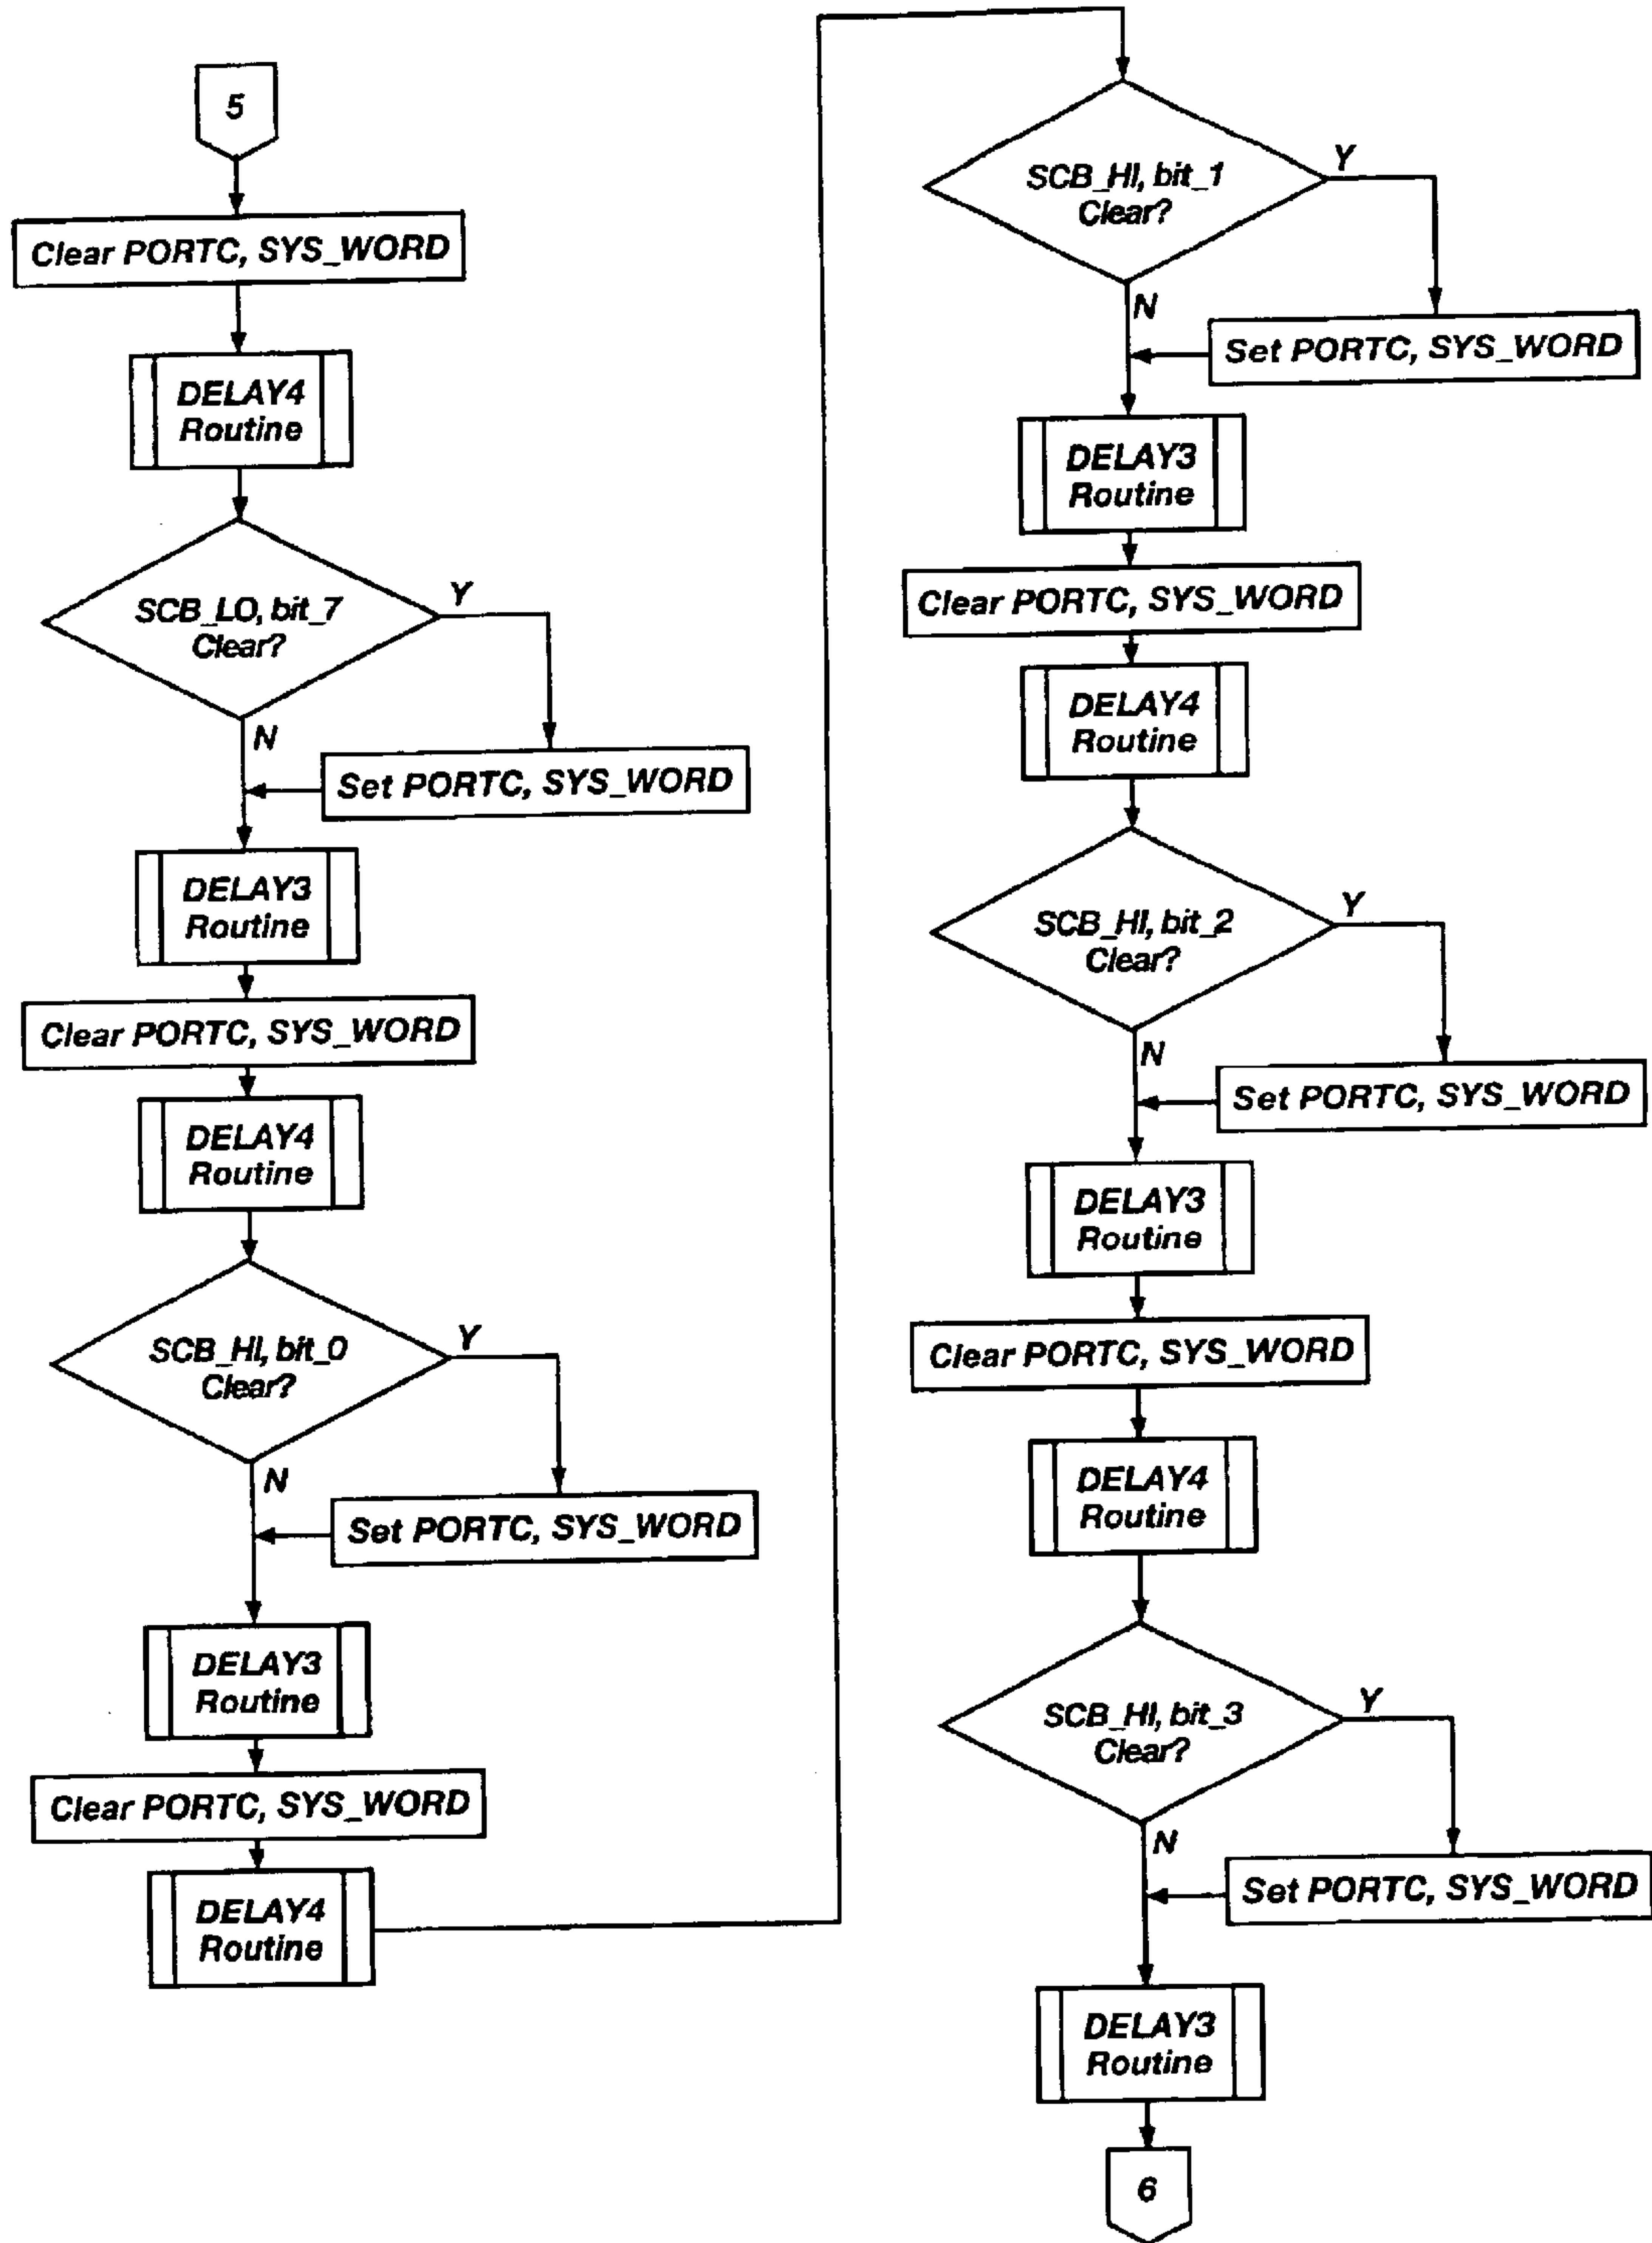 5
Clear PORTC, SYS_WORD
DELAY4
Routine
SCB_LO, bit_7
Clear?
Y
N
Set PORTC, SYS_WORD
DELAY3
Routine
Clear PORTC, SYS_WORD
DELAY4
Routine
SCB_HI, bit_0
Clear?
Y
N
Set PORTC, SYS_WORD
DELAY3
Routine
Clear PORTC, SYS_WORD
DELAY4
Routine
SCB_HI, bit_1
Clear?
Y
N
Set PORTC, SYS_WORD
DELAY3
Routine
Clear PORTC, SYS_WORD
DELAY4
Routine
SCB_HI, bit_2
Clear?
Y
N
Set PORTC, SYS_WORD
DELAY3
Routine
Clear PORTC, SYS_WORD
DELAY4
Routine
SCB_HI, bit_3
Clear?
Y
N
Set PORTC, SYS_WORD
DELAY3
Routine
6